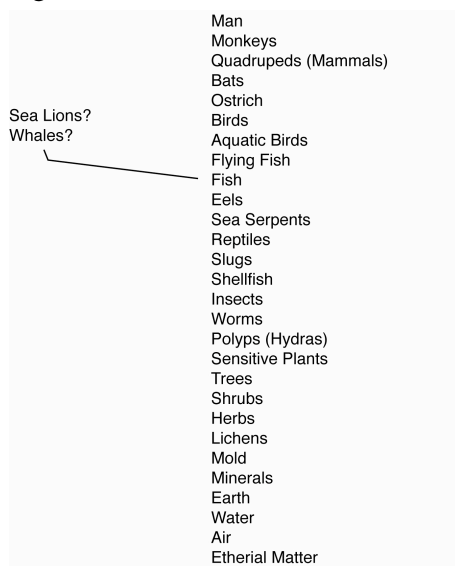 Man
Monkeys
Quadrupeds (Mammals)
Bats
Ostrich
Sea Lions?
Birds
Whales?
Aquatic Birds
Flying Fish
Fish
Eels
Sea Serpents
Reptiles
Slugs
Shellfish
Insects
Worms
Polyps (Hydras)
Sensitive Plants
Trees
Shrubs
Herbs
Lichens
Mold
Minerals
Earth
Water
Air
Etherial Matter